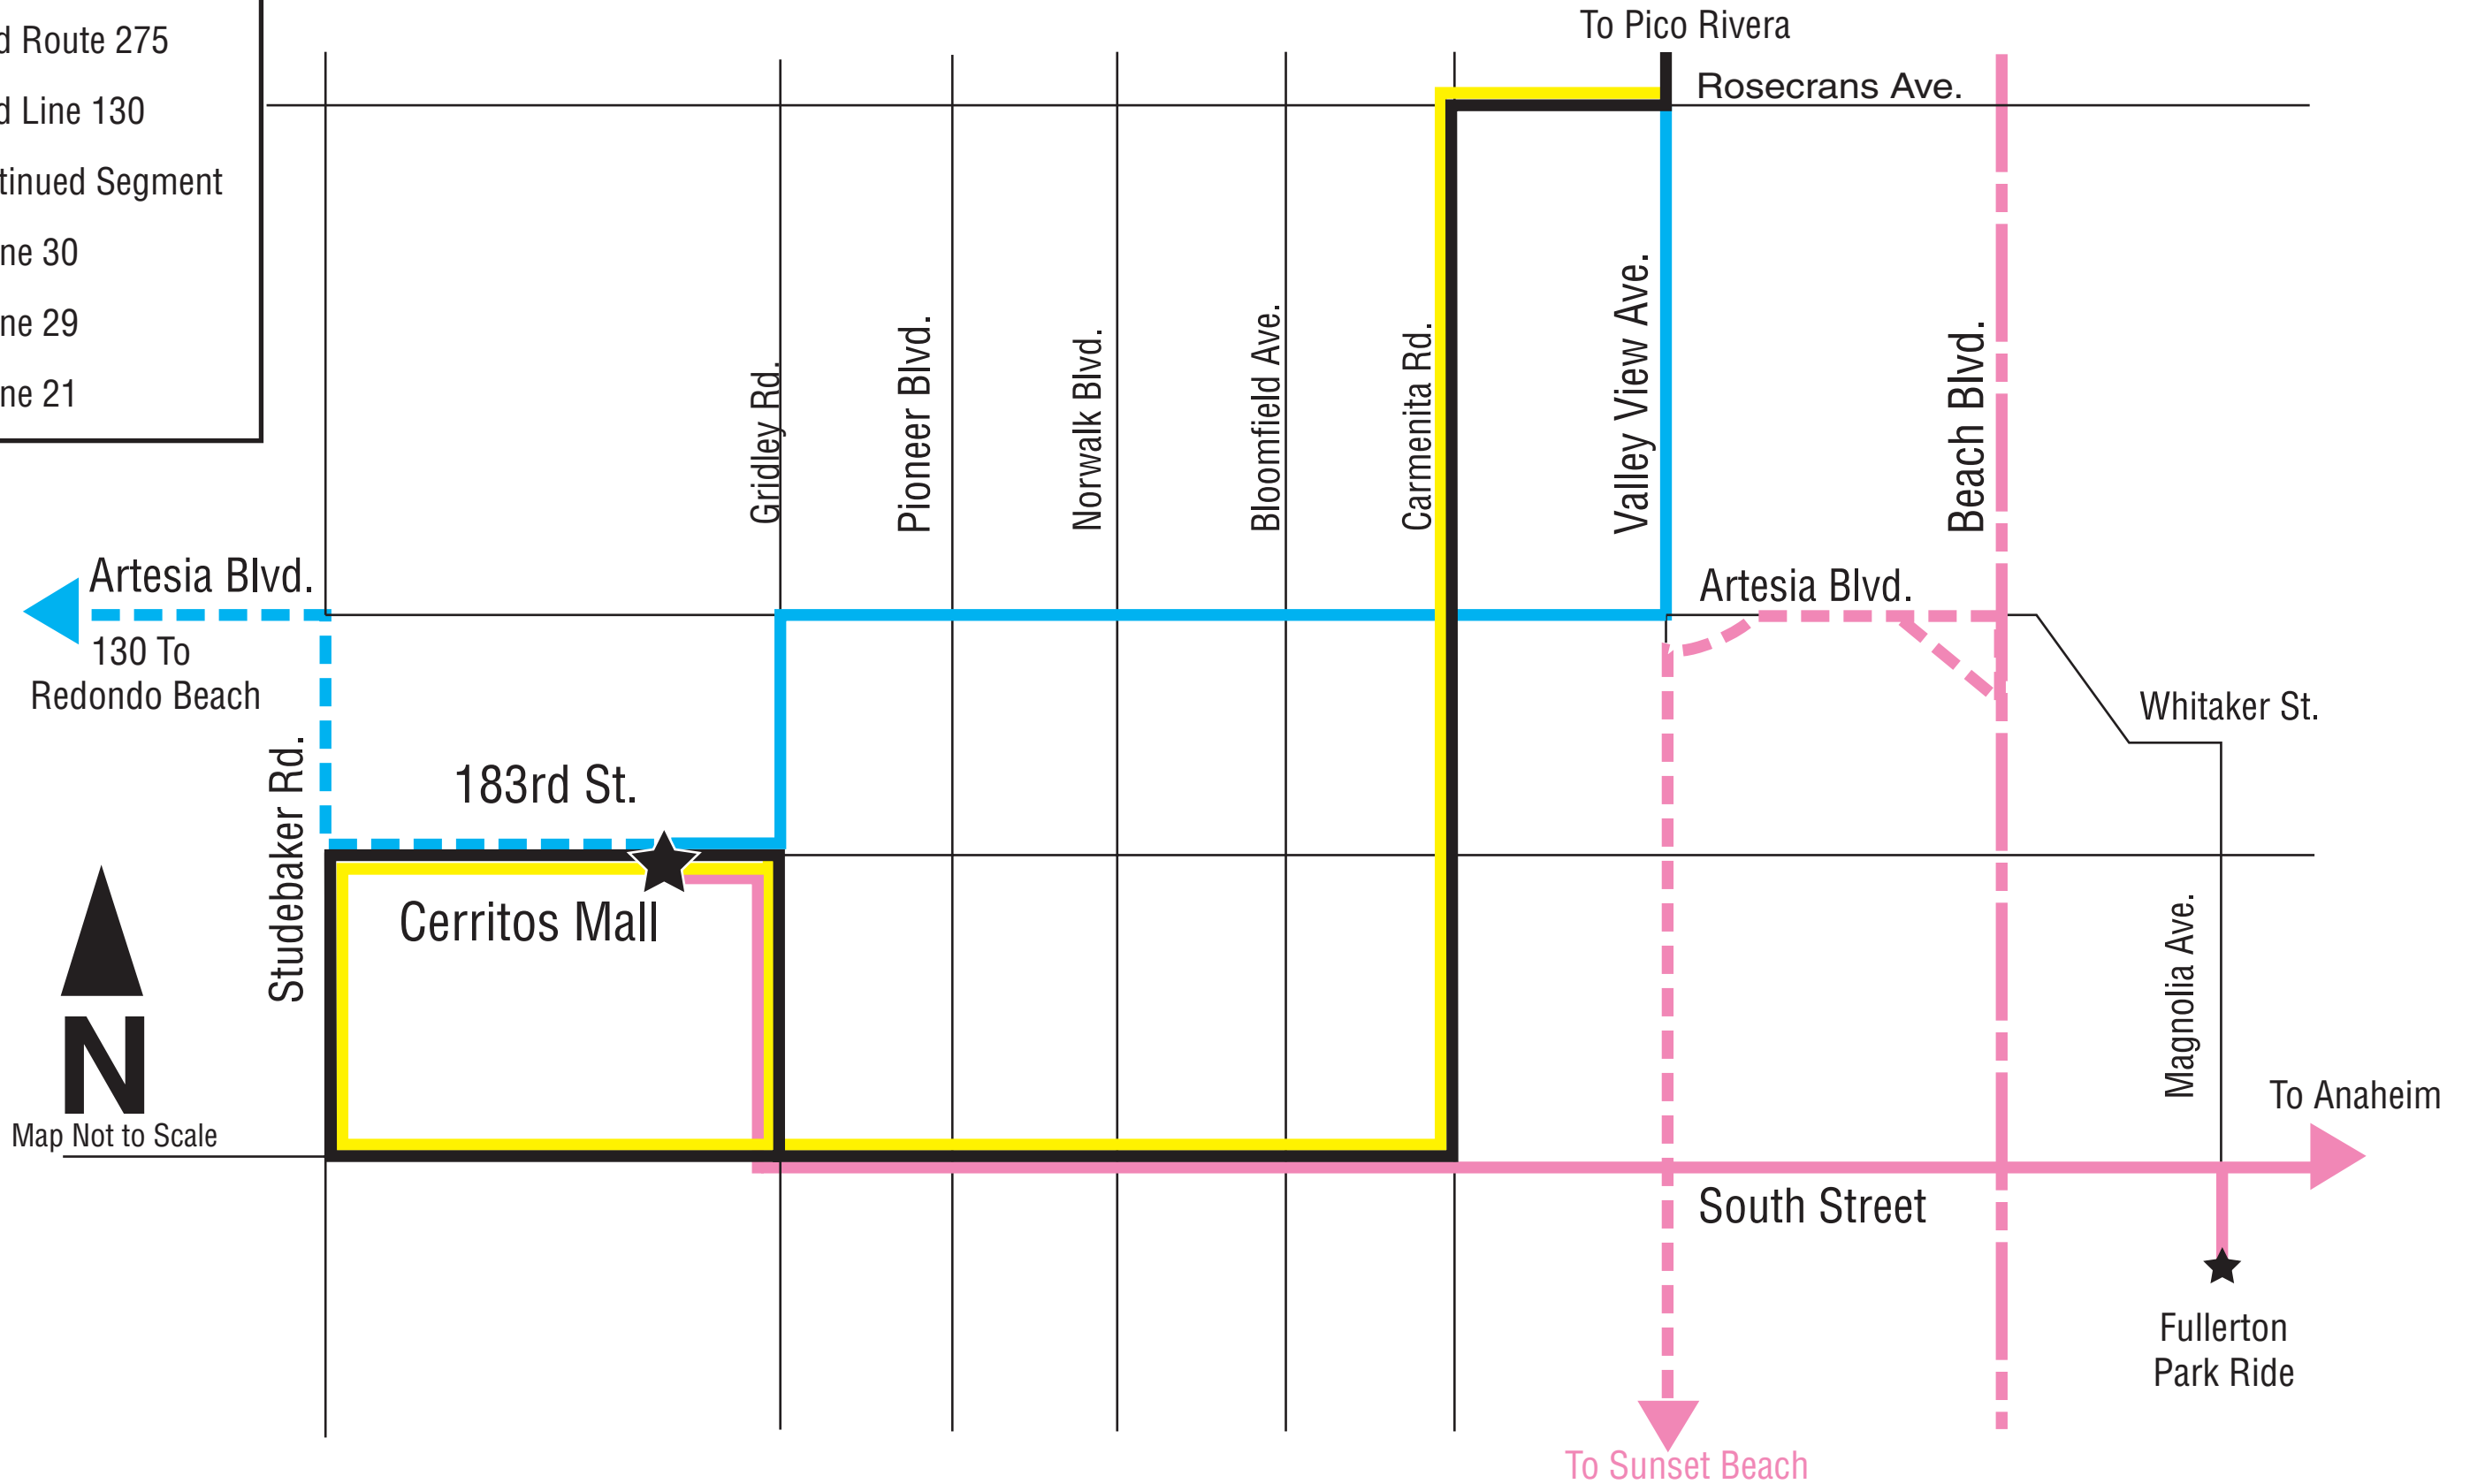 d Route 275
d Line 130
tinued Segment
ne 30
ne 29
ne 21
To Pico Rivera
Rosecrans Ave.
Gridley Rd.
Pioneer Blvd.
Norwalk Blvd.
Bloomfield Ave.
Carmenita Rd.
Valley View Ave.
Beach Blvd.
Artesia Blvd.
130 To
Redondo Beach
Artesia Blvd.
Whitaker St.
Studebaker Rd.
183rd St.
Cerritos Mall
Magnolia Ave.
N
Map Not to Scale
To Anaheim
South Street
Fullerton
Park Ride
To Sunset Beach